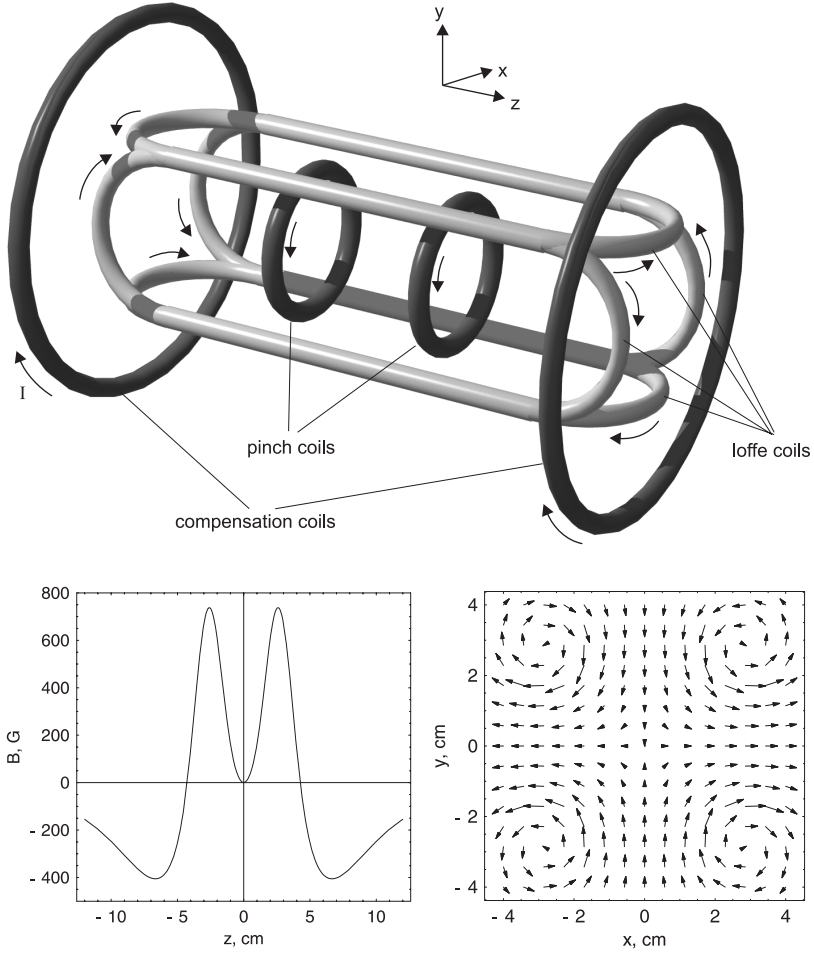 y
x
z
I
pinch coils
Ioffe coils
compensation coils
800
600
400
200
0
- 200
- 400
B, G
- 10
- 5
0
5
10
z, cm
4
2
0
- 2
- 4
y, cm
- 4
- 2
0
2
4
x, cm